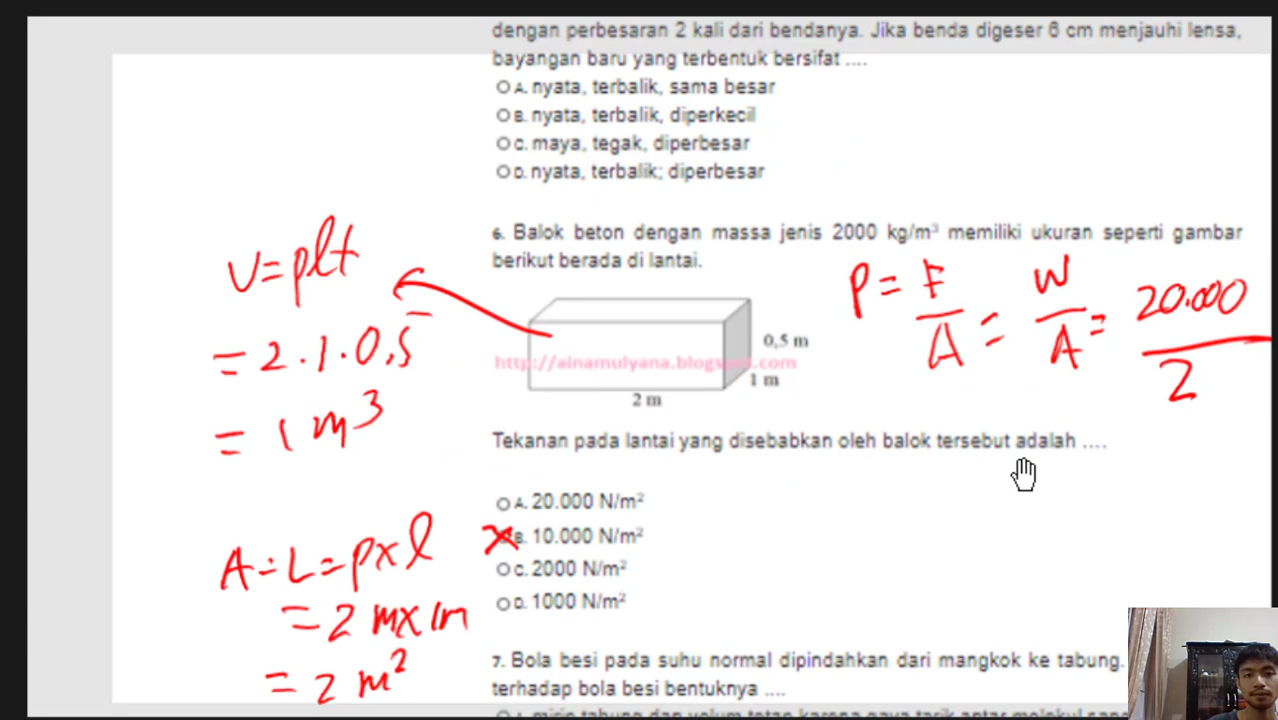 dengan perbesaran 2 kali dari bendanya. Jika benda digeser 6 cm menjauhi lensa,
bayangan baru yang terbentuk bersifat ....
A. nyata, terbalik, sama besar
B. nyata, terbalik, diperkecil
C. maya, tegak, diperbesar
D. nyata, terbalik; diperbesar
6. Balok beton dengan massa jenis 2000 kg/m³ memiliki ukuran seperti gambar
berikut berada di lantai.
V=plt
= 2.1.0,5
= 1 m³
P = F/A = W/A = 20.000/2
0,5 m
1 m
2 m
http://ainamulyana.blogspot.com
Tekanan pada lantai yang disebabkan oleh balok tersebut adalah ....
A. 20.000 N/m²
B. 10.000 N/m²
C. 2000 N/m²
D. 1000 N/m²
A = L = p x l
= 2 m x 1m
= 2 m²
7. Bola besi pada suhu normal dipindahkan dari mangkok ke tabung.
terhadap bola besi bentuknya ....